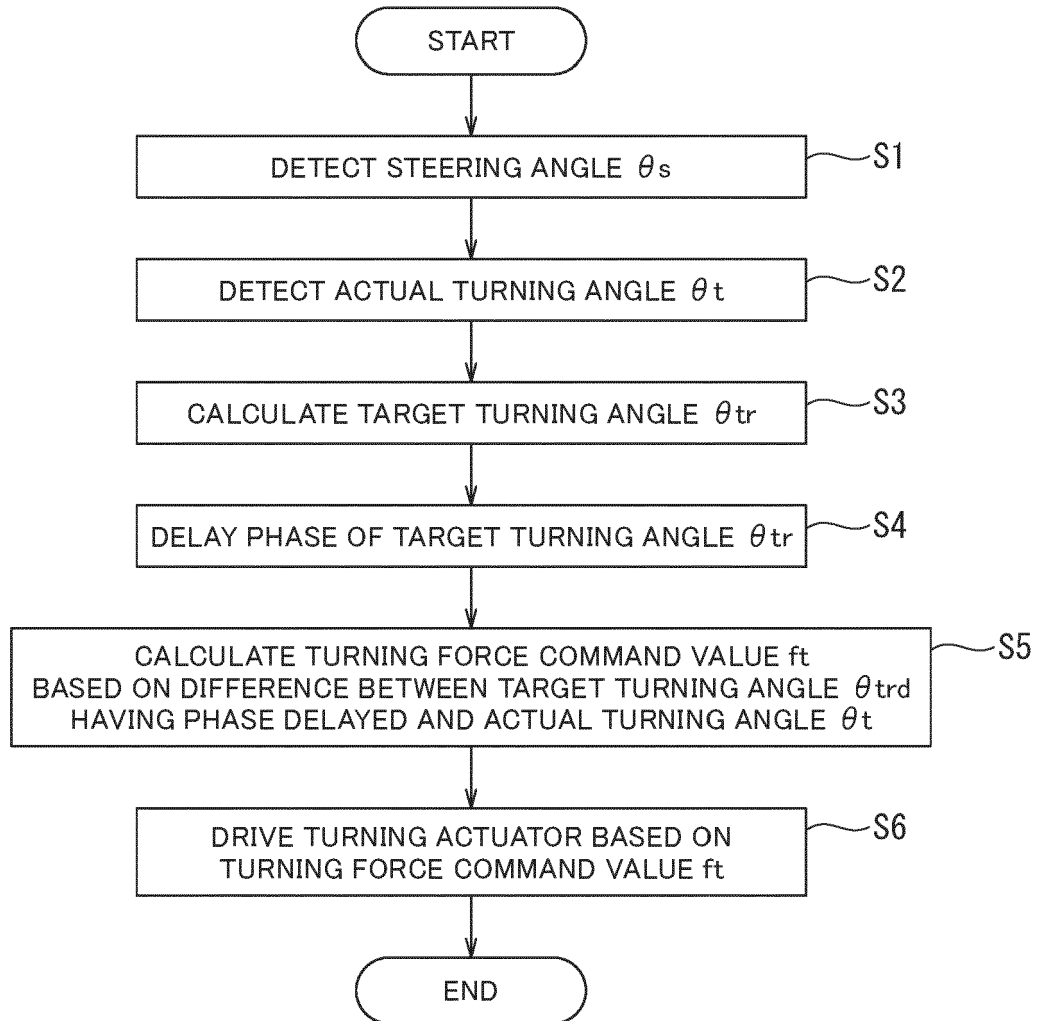 START
DETECT STEERING ANGLE θs
S1
DETECT ACTUAL TURNING ANGLE θt
S2
CALCULATE TARGET TURNING ANGLE θtr
S3
DELAY PHASE OF TARGET TURNING ANGLE θtr
S4
CALCULATE TURNING FORCE COMMAND VALUE ft
BASED ON DIFFERENCE BETWEEN TARGET TURNING ANGLE θtrd
HAVING PHASE DELAYED AND ACTUAL TURNING ANGLE θt
S5
DRIVE TURNING ACTUATOR BASED ON
TURNING FORCE COMMAND VALUE ft
S6
END